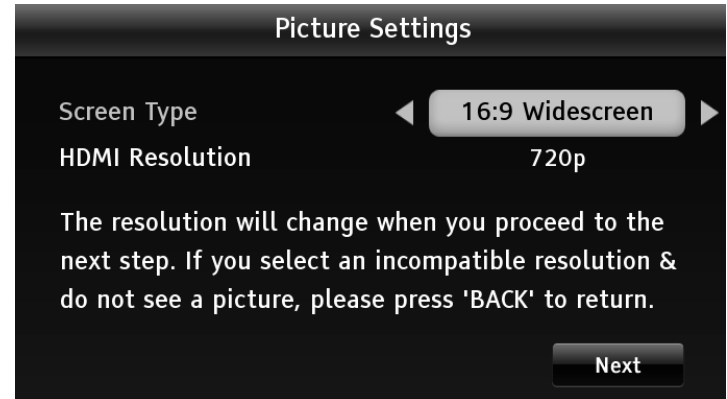 Picture Settings
Screen Type 16:9 Widescreen
HDMI Resolution 720p
The resolution will change when you proceed to the
next step. If you select an incompatible resolution &
do not see a picture, please press 'BACK' to return.
Next